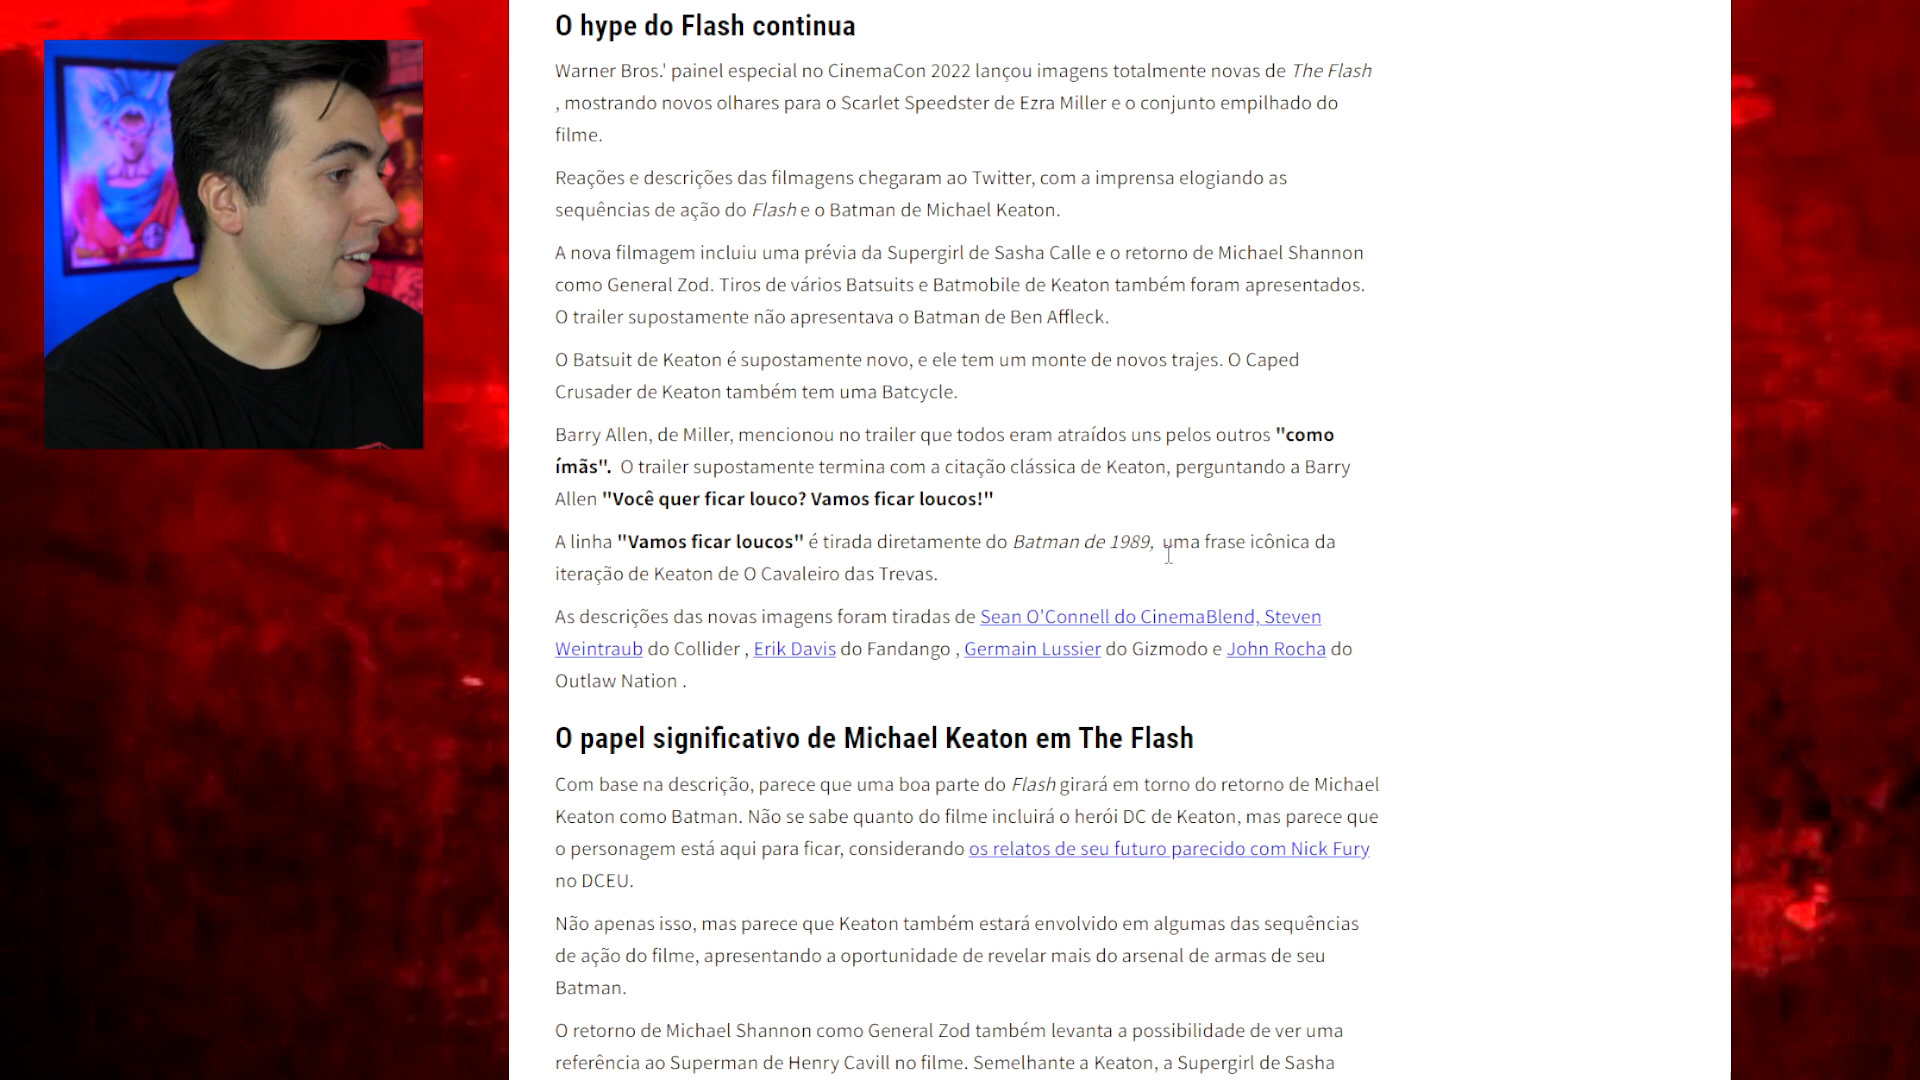 O hype do Flash continua
Warner Bros.' painel especial no CinemaCon 2022 lançou imagens totalmente novas de The Flash
, mostrando novos olhares para o Scarlet Speedster de Ezra Miller e o conjunto empilhado do
filme.
Reações e descrições das filmagens chegaram ao Twitter, com a imprensa elogiando as
sequências de ação do Flash e o Batman de Michael Keaton.
A nova filmagem incluiu uma prévia da Supergirl de Sasha Calle e o retorno de Michael Shannon
como General Zod. Tiros de vários Batsuits e Batmobile de Keaton também foram apresentados.
O trailer supostamente não apresentava o Batman de Ben Affleck.
O Batsuit de Keaton é supostamente novo, e ele tem um monte de novos trajes. O Caped
Crusader de Keaton também tem uma Batcycle.
Barry Allen, de Miller, mencionou no trailer que todos eram atraídos uns pelos outros "como
ímãs". O trailer supostamente termina com a citação clássica de Keaton, perguntando a Barry
Allen "Você quer ficar louco? Vamos ficar loucos!"
A linha "Vamos ficar loucos" é tirada diretamente do Batman de 1989, uma frase icônica da
iteração de Keaton de O Cavaleiro das Trevas.
As descrições das novas imagens foram tiradas de Sean O'Connell do CinemaBlend, Steven
Weintraub do Collider , Erik Davis do Fandango , Germain Lussier do Gizmodo e John Rocha do
Outlaw Nation .
O papel significativo de Michael Keaton em The Flash
Com base na descrição, parece que uma boa parte do Flash girará em torno do retorno de Michael
Keaton como Batman. Não se sabe quanto do filme incluirá o herói DC de Keaton, mas parece que
o personagem está aqui para ficar, considerando os relatos de seu futuro parecido com Nick Fury
no DCEU.
Não apenas isso, mas parece que Keaton também estará envolvido em algumas das sequências
de ação do filme, apresentando a oportunidade de revelar mais do arsenal de armas de seu
Batman.
O retorno de Michael Shannon como General Zod também levanta a possibilidade de ver uma
referência ao Superman de Henry Cavill no filme. Semelhante a Keaton, a Supergirl de Sasha